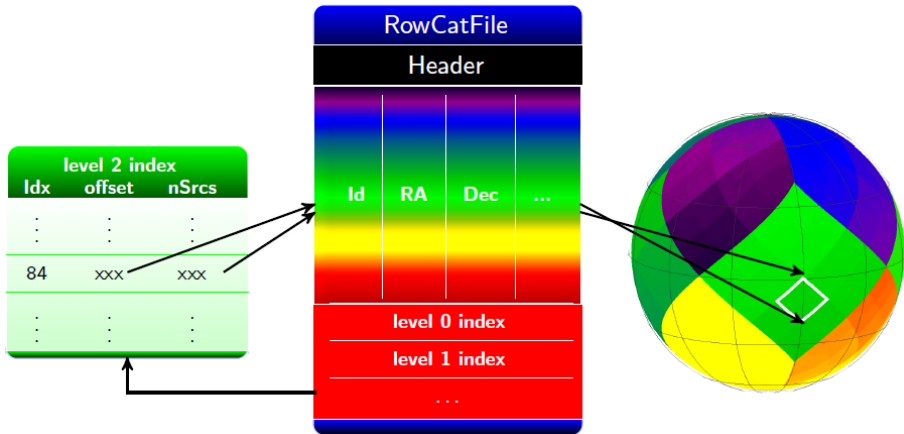 RowCatFile
Header
level 2 index
Idx offset nSrcs
: : :
: : :
84 xxx xxx
: : :
: : :
Id RA Dec ...
level 0 index
level 1 index
...